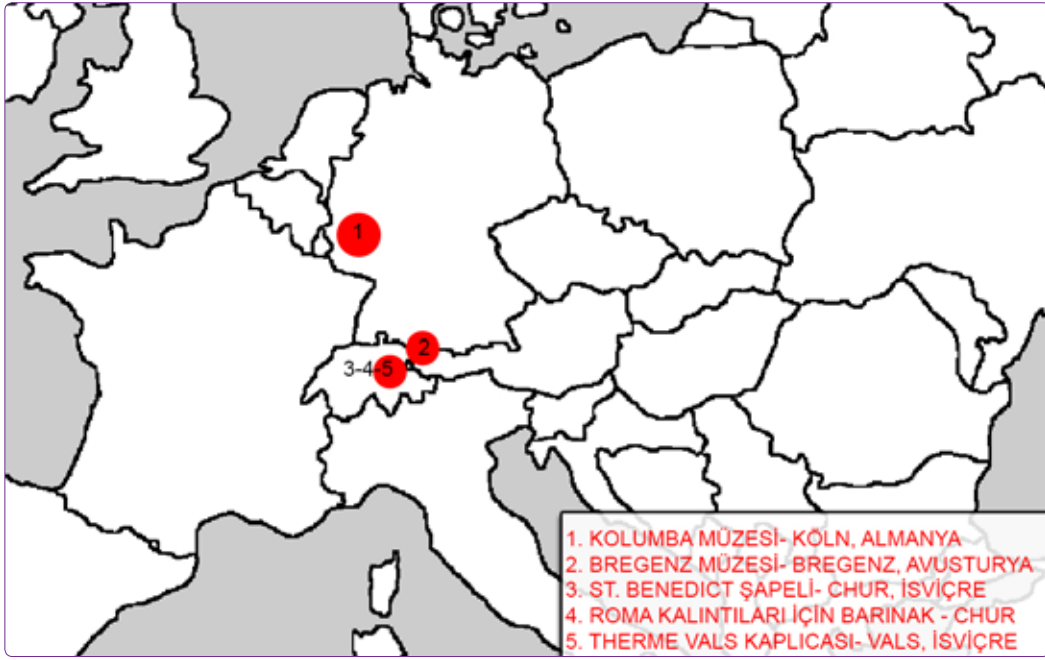 1
2
3-4-5
1. KOLUMBA MÜZESİ- KÖLN, ALMANYA
2. BREGENZ MÜZESİ- BREGENZ, AVUSTURYA
3. ST. BENEDICT ŞAPELİ- CHUR, İSVİÇRE
4. ROMA KALINTILARI İÇİN BARINAK - CHUR
5. THERME VALS KAPLICASI- VALS, İSVİÇRE